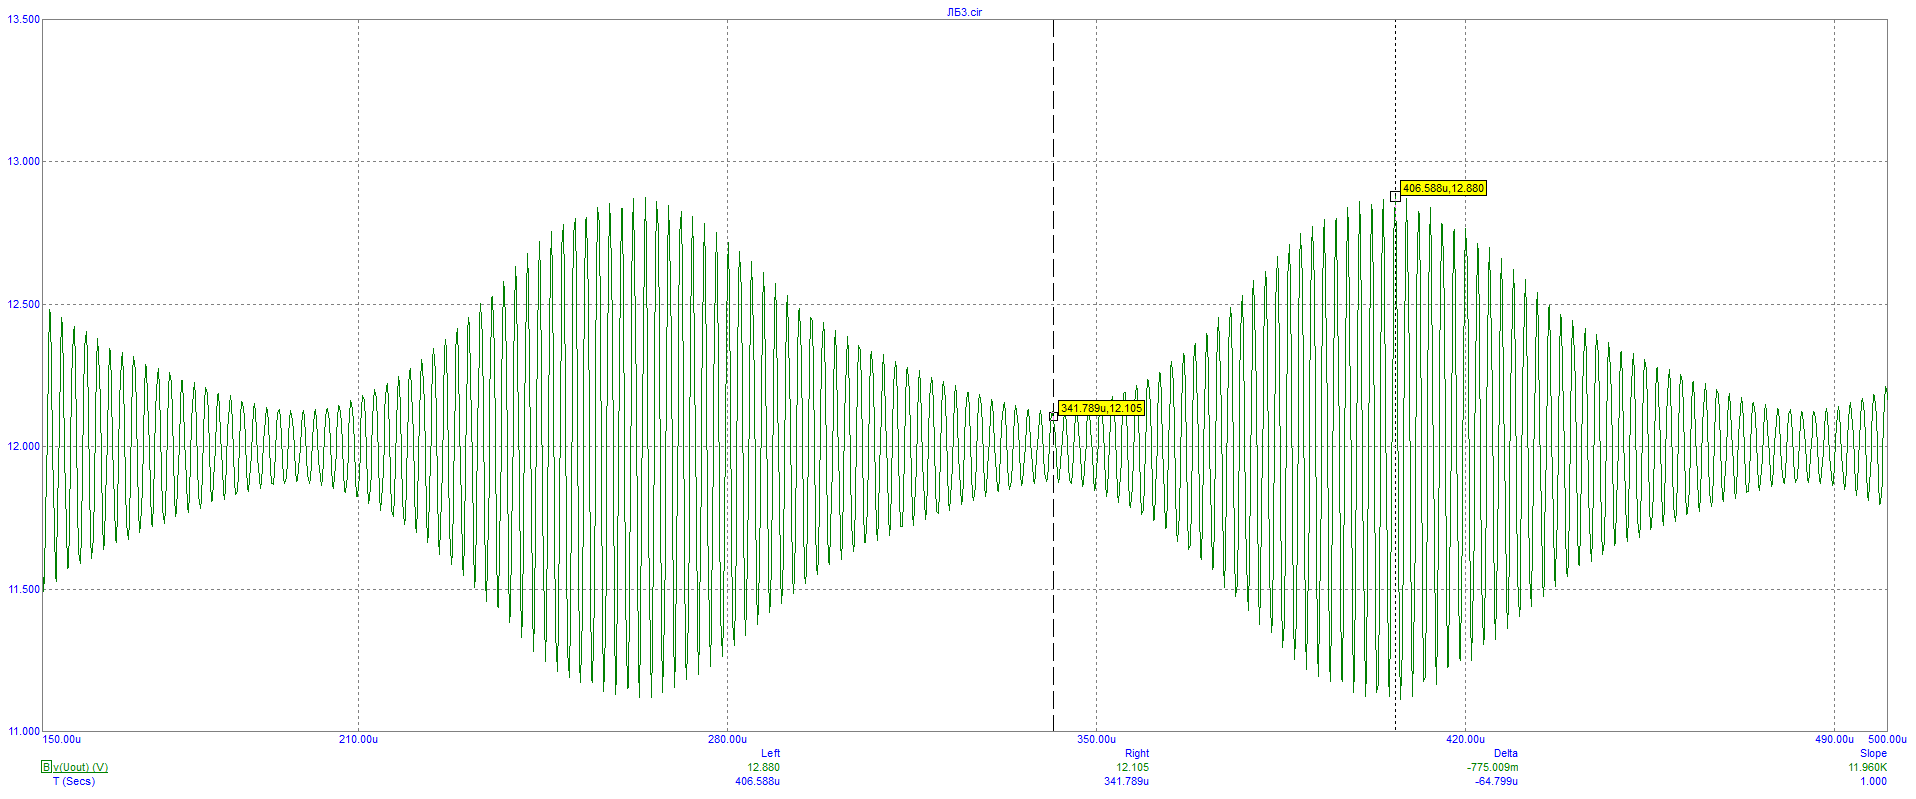 ЛБ3.cir
13.500
13.000
406.588u,12.880
12.500
341.789u,12.105
12.000
11.500
11.000
150.00u 210.00u 280.00u 350.00u 420.00u 490.00u 500.00u
Left Right Delta Slope
B v(Uout) (V) 12.880 12.105 -775.009m 11.960K
T (Secs) 406.588u 341.789u -64.799u 1.000